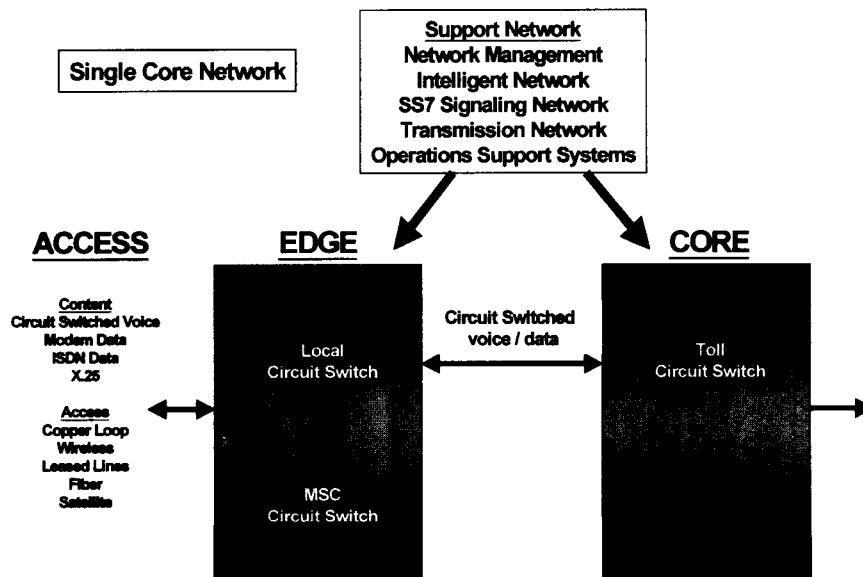 Single Core Network
Support Network
Network Management
Intelligent Network
SS7 Signaling Network
Transmission Network
Operations Support Systems
ACCESS
Content
Circuit Switched Voice
Modem Data
ISDN Data
X.25
Access
Copper Loop
Wireless
Leased Lines
Fiber
Satellite
EDGE
Local
Circuit Switch
MSC
Circuit Switch
Circuit Switched
voice / data
CORE
Toll
Circuit Switch